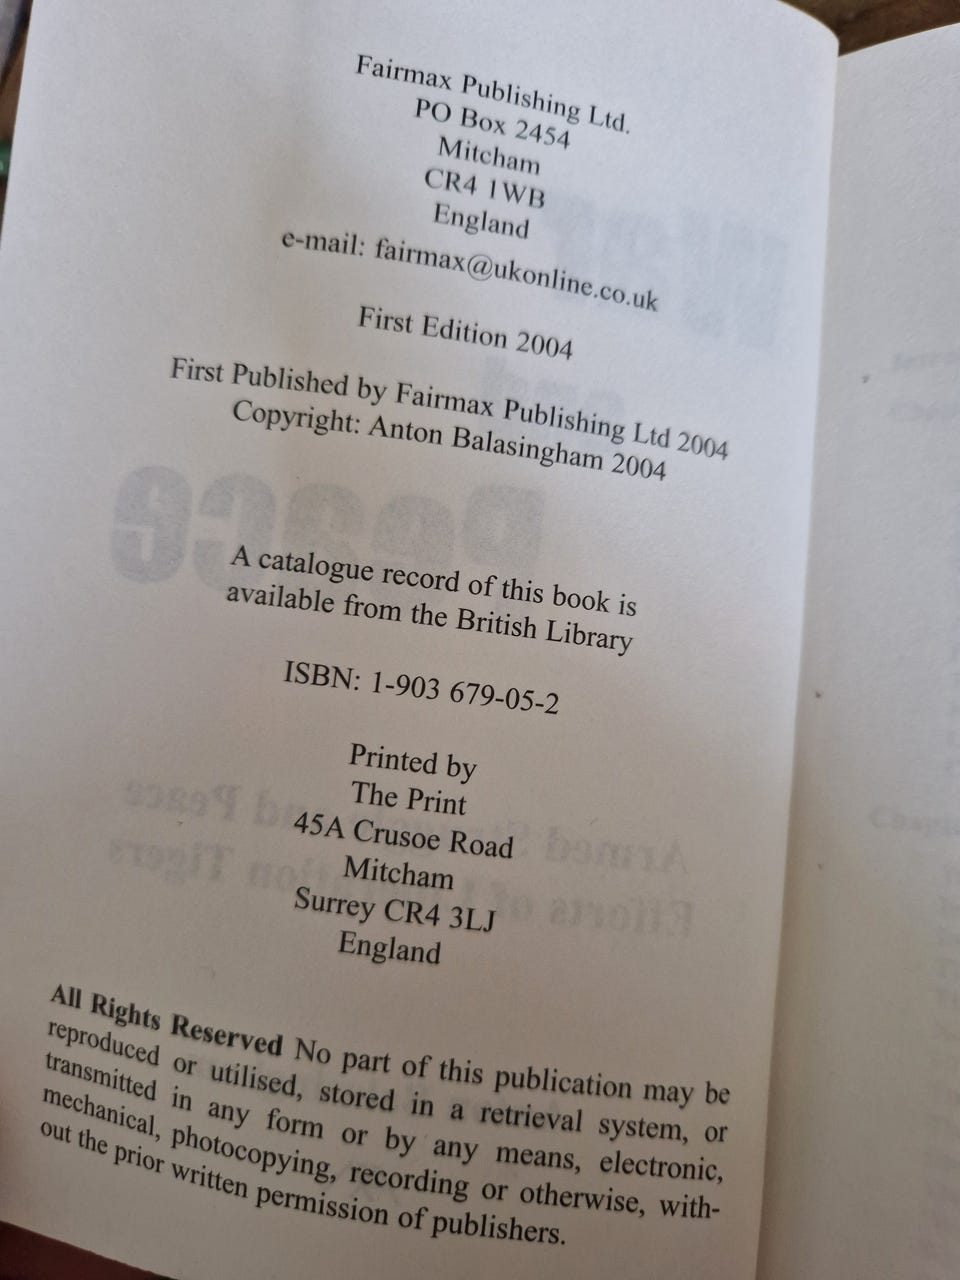 Fairmax Publishing Ltd.
PO Box 2454
Mitcham
CR4 1WB
England
e-mail: fairmax@ukonline.co.uk
First Edition 2004
First Published by Fairmax Publishing Ltd 2004
Copyright: Anton Balasingham 2004
A catalogue record of this book is
available from the British Library
ISBN: 1-903 679-05-2
Printed by
The Print
45A Crusoe Road
Mitcham
Surrey CR4 3LJ
England
All Rights Reserved No part of this publication may be
reproduced or utilised, stored in a retrieval system, or
transmitted in any form or by any means, electronic,
mechanical, photocopying, recording or otherwise, with-
out the prior written permission of publishers.